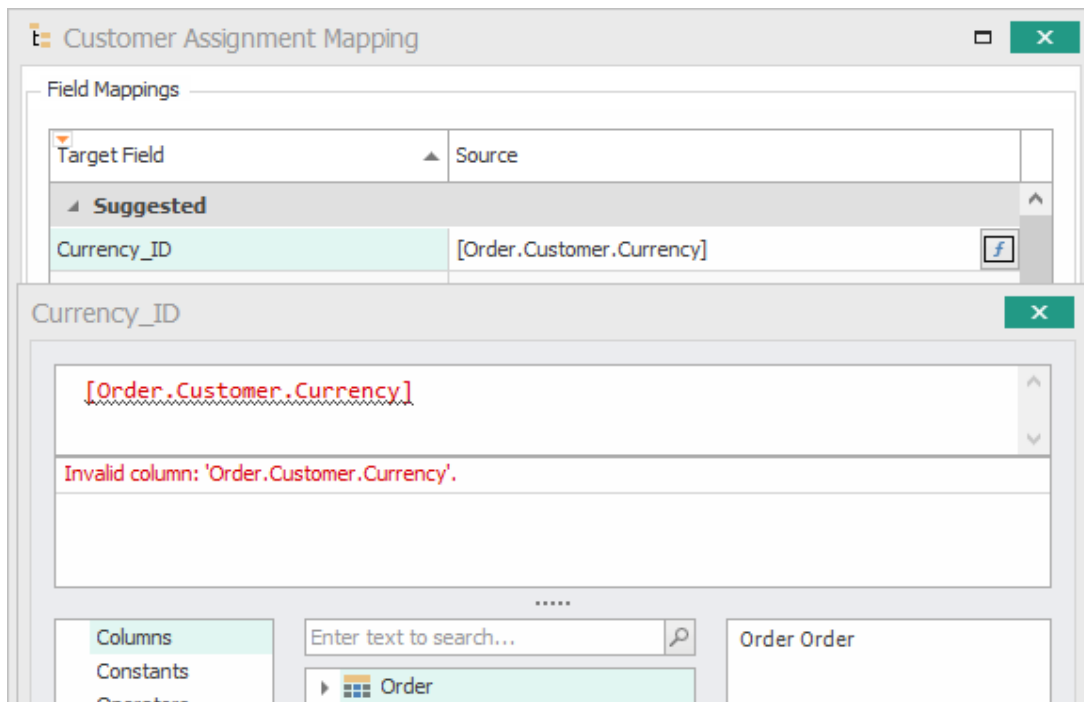 Customer Assignment Mapping
Field Mappings
Target Field Source
Suggested
Currency_ID [Order.Customer.Currency]
Currency_ID
[Order.Customer.Currency]
Invalid column: 'Order.Customer.Currency'.
Columns Enter text to search... Order Order
Constants
Order
Operators